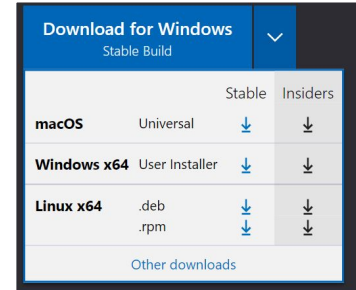 Download for Windows
Stable Build
Stable Insiders
macOS Universal
Windows x64 User Installer
Linux x64 .deb
.rpm
Other downloads